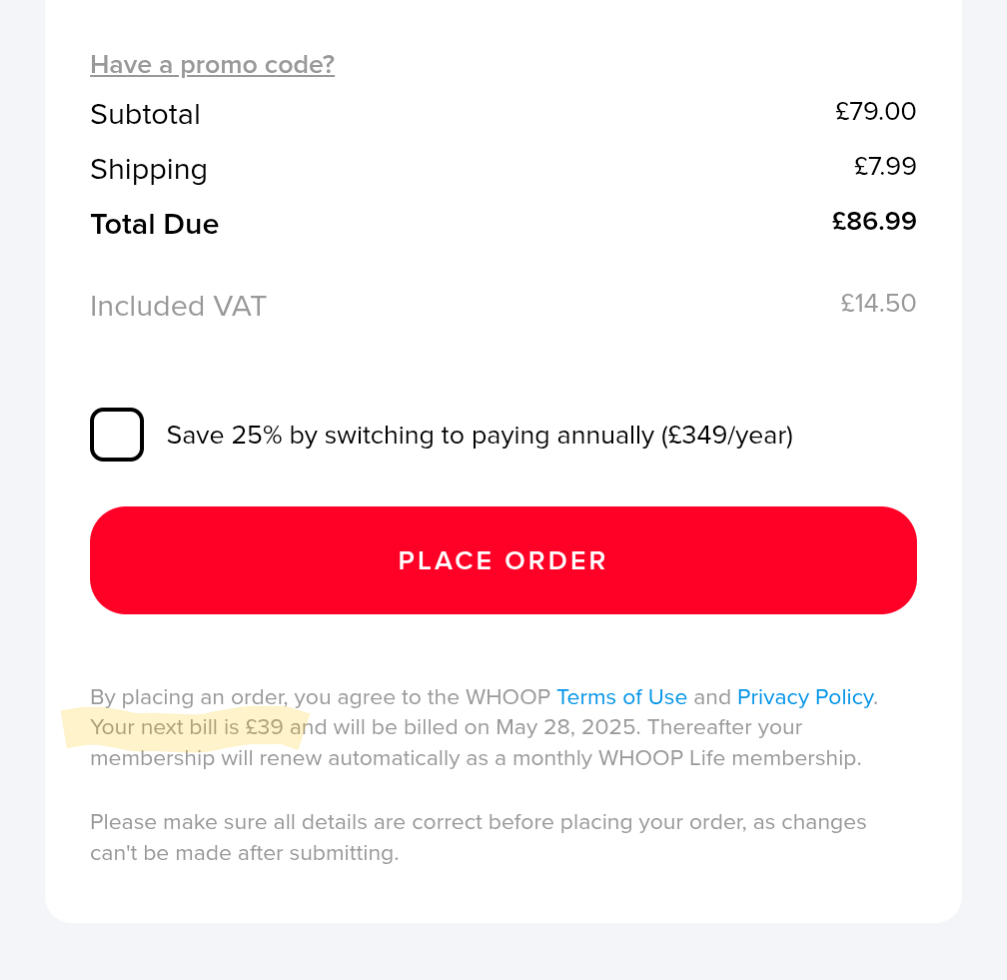 Have a promo code?
Subtotal £79.00
Shipping £7.99
Total Due £86.99
Included VAT £14.50
Save 25% by switching to paying annually (£349/year)
PLACE ORDER
By placing an order, you agree to the WHOOP Terms of Use and Privacy Policy.
Your next bill is £39 and will be billed on May 28, 2025. Thereafter your
membership will renew automatically as a monthly WHOOP Life membership.
Please make sure all details are correct before placing your order, as changes
can't be made after submitting.